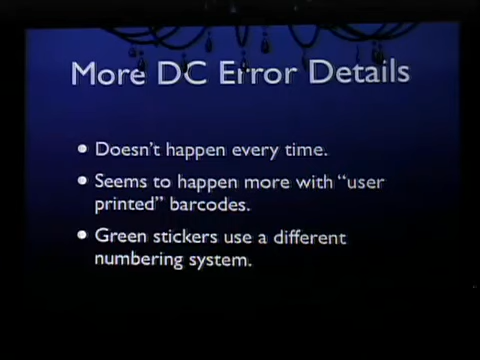 More DC Error Details
• Doesn't happen every time.
• Seems to happen more with “user
printed” barcodes.
• Green stickers use a different
numbering system.